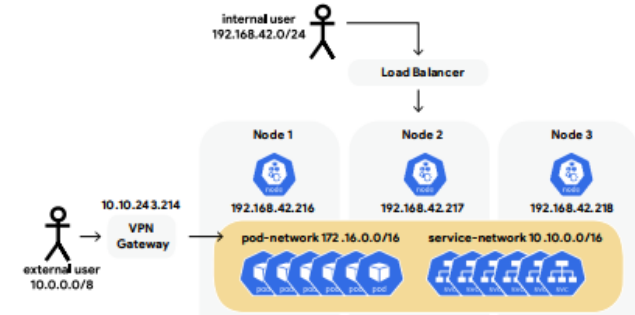 internal user
192.168.42.0/24
Load Balancer
Node 1
Node 2
Node 3
node
node
node
192.168.42.216
192.168.42.217
192.168.42.218
10.10.243.214
VPN
Gateway
external user
10.0.0.0/8
pod-network 172.16.0.0/16
service-network 10.10.0.0/16
pod
svc